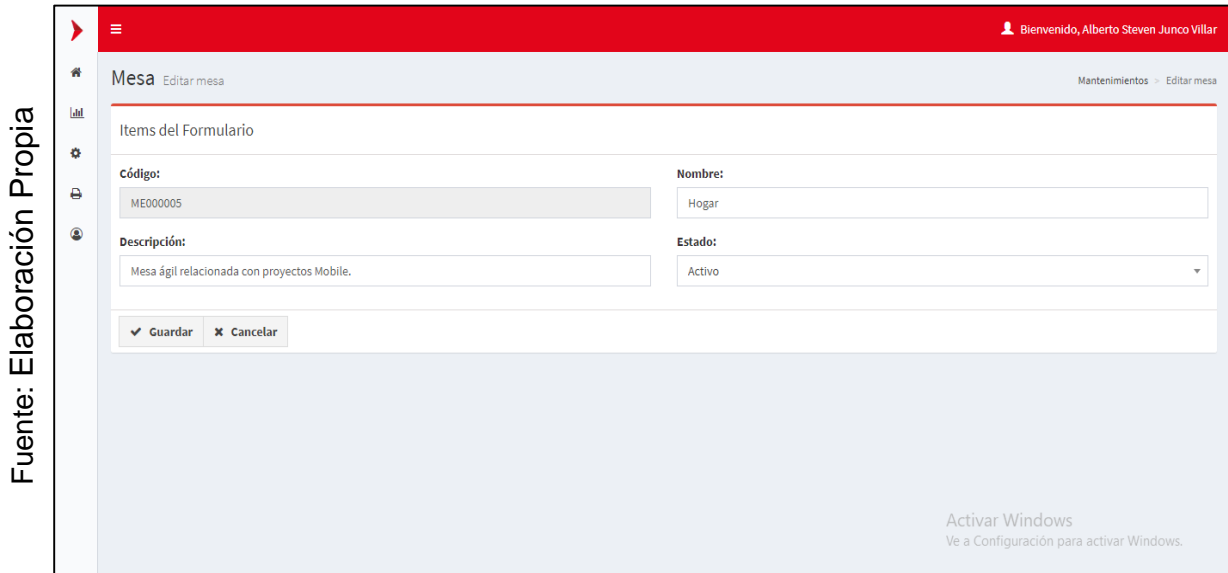 Fuente: Elaboración Propia
Bienvenido, Alberto Steven Junco Villar
Mesa Editar mesa
Mantenimientos > Editar mesa
Items del Formulario
Código:
ME000005
Nombre:
Hogar
Descripción:
Mesa ágil relacionada con proyectos Mobile.
Estado:
Activo
Guardar
Cancelar
Activar Windows
Ve a Configuración para activar Windows.